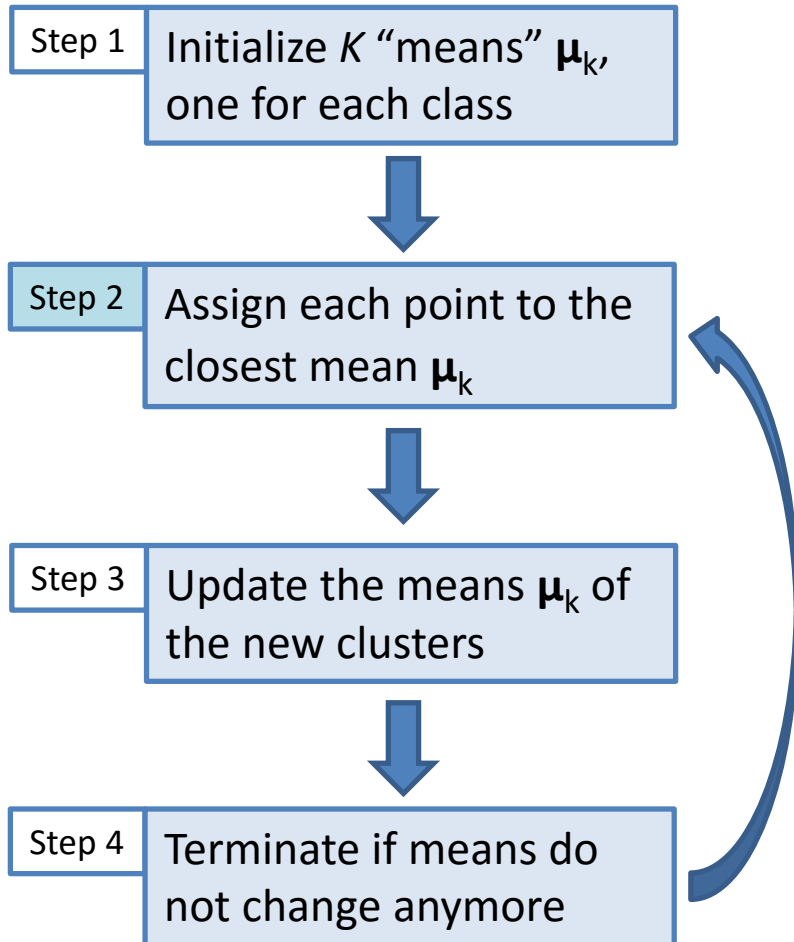 Step 1
Initialize K “means” μk,
one for each class
Step 2
Assign each point to the
closest mean μk
Step 3
Update the means μk of
the new clusters
Step 4
Terminate if means do
not change anymore